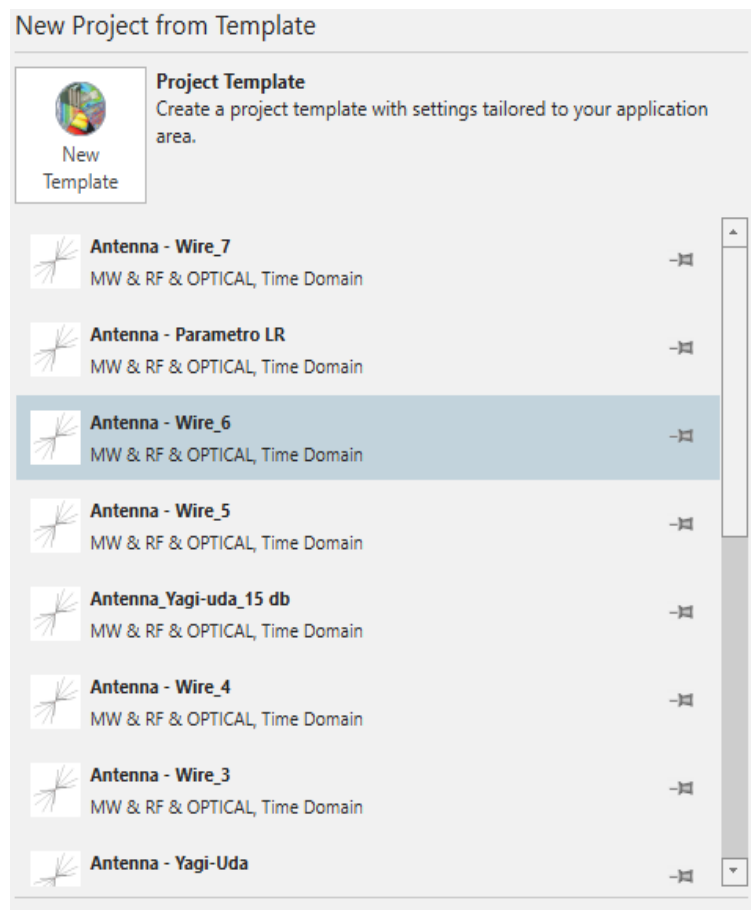 New Project from Template
New
Template
Project Template
Create a project template with settings tailored to your application
area.
Antenna - Wire_7
MW & RF & OPTICAL, Time Domain
Antenna - Parametro LR
MW & RF & OPTICAL, Time Domain
Antenna - Wire_6
MW & RF & OPTICAL, Time Domain
Antenna - Wire_5
MW & RF & OPTICAL, Time Domain
Antenna_Yagi-uda_15 db
MW & RF & OPTICAL, Time Domain
Antenna - Wire_4
MW & RF & OPTICAL, Time Domain
Antenna - Wire_3
MW & RF & OPTICAL, Time Domain
Antenna - Yagi-Uda